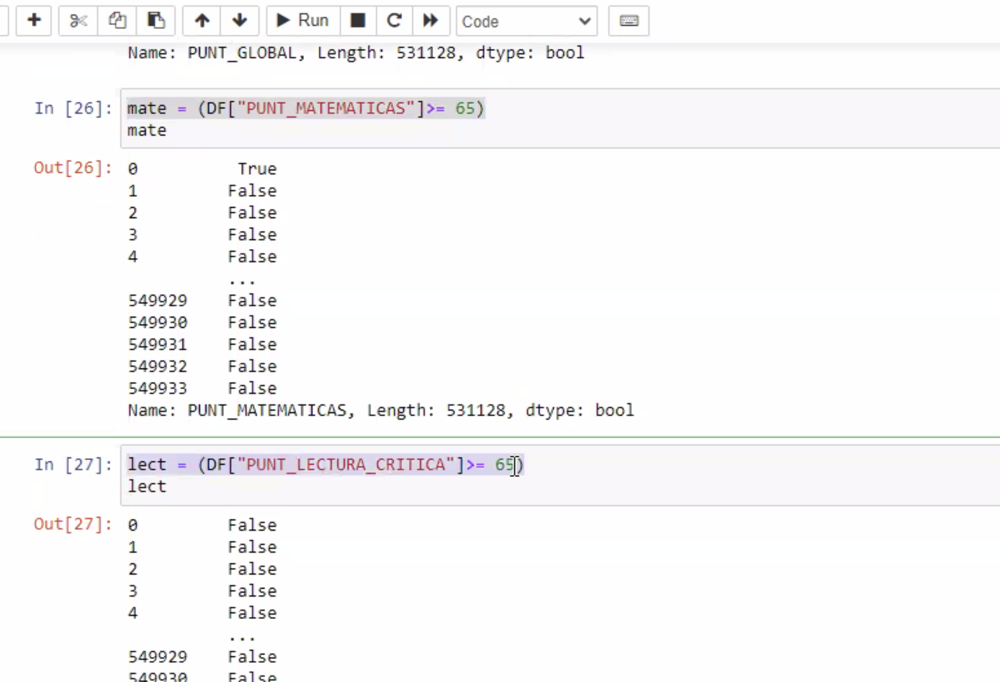 Run
Code
Name: PUNT_GLOBAL, Length: 531128, dtype: bool
In [26]: mate = (DF["PUNT_MATEMATICAS"]>= 65)
mate
Out[26]: 0 True
1 False
2 False
3 False
4 False
...
549929 False
549930 False
549931 False
549932 False
549933 False
Name: PUNT_MATEMATICAS, Length: 531128, dtype: bool
In [27]: lect = (DF["PUNT_LECTURA_CRITICA"]>= 65)
lect
Out[27]: 0 False
1 False
2 False
3 False
4 False
...
549929 False
549930 False